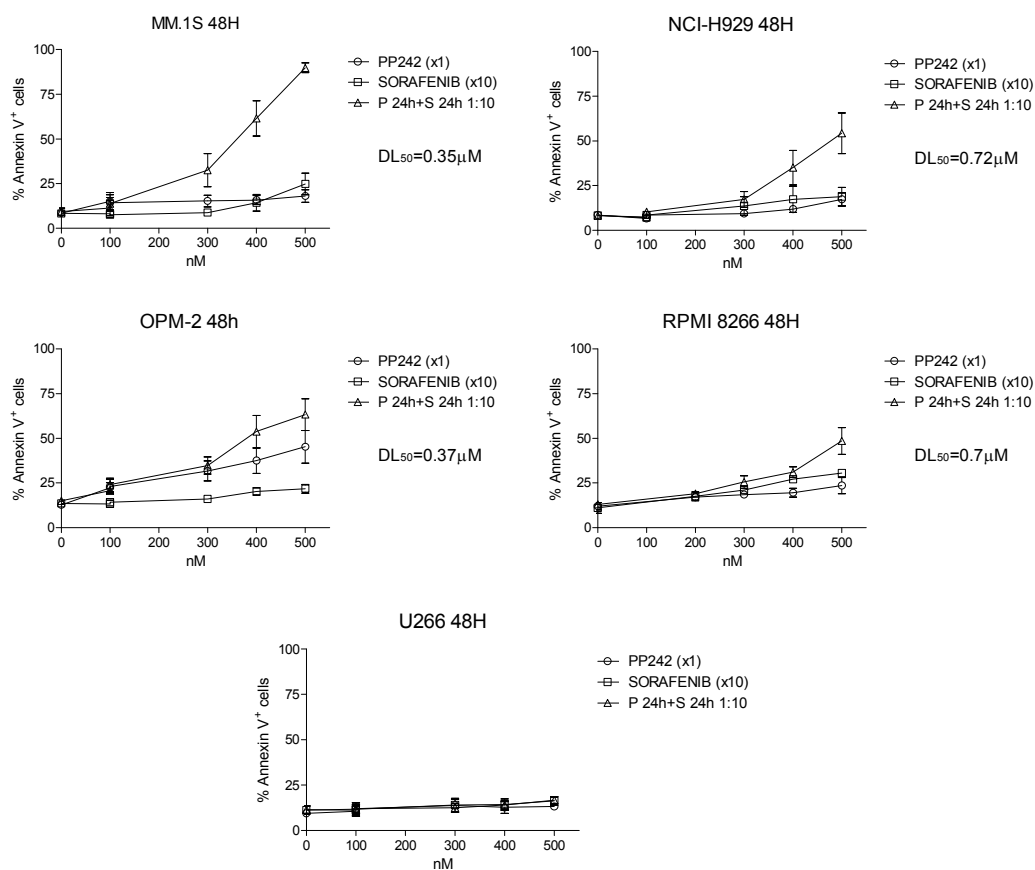 MM.1S 48H
% Annexin V⁺ cells
100
75
50
25
0
0 100 200 300 400 500
nM
PP242 (x1)
SORAFENIB (x10)
P 24h+S 24h 1:10
DL₅₀=0.35μM
NCI-H929 48H
% Annexin V⁺ cells
100
75
50
25
0
0 100 200 300 400 500
nM
PP242 (x1)
SORAFENIB (x10)
P 24h+S 24h 1:10
DL₅₀=0.72μM
OPM-2 48h
% Annexin V⁺ cells
100
75
50
25
0
0 100 200 300 400 500
nM
PP242 (x1)
SORAFENIB (x10)
P 24h+S 24h 1:10
DL₅₀=0.37μM
RPMI 8266 48H
% Annexin V⁺ cells
100
75
50
25
0
0 100 200 300 400 500
nM
PP242 (x1)
SORAFENIB (x10)
P 24h+S 24h 1:10
DL₅₀=0.7μM
U266 48H
% Annexin V⁺ cells
100
75
50
25
0
0 100 200 300 400 500
nM
PP242 (x1)
SORAFENIB (x10)
P 24h+S 24h 1:10